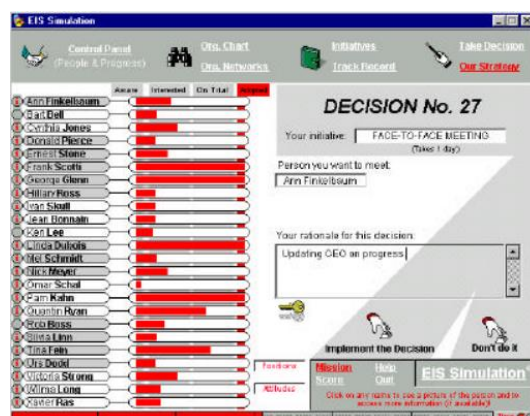 EIS Simulation
Control Panel
(People & Progress)
Org. Chart
Org. Networks
Initiatives
Track Record
Take Decision
Our Strategy
Aware Interested On Trial Adopted
Ann Finkelbaum
Bart Bell
Cynthia Jones
Donald Pierce
Ernest Stone
Frank Scotti
George Glenn
Hillary Ross
Ivan Skull
Jean Bonnain
Ken Lee
Linda Dubois
Mel Schmidt
Nick Meyer
Omar Schal
Pam Kahn
Quentin Ryan
Rob Boss
Silvia Linn
Tina Fein
Urs Dodd
Victoria Strong
Wilma Long
Xavier Ras
DECISION No. 27
Your initiative: FACE-TO-FACE MEETING
(Takes 1 day)
Person you want to meet:
Ann Finkelbsum
Your rationale for this decision:
Updating CEO on progress
Implement the Decision
Don't do it
Positions
Attitudes
Mission
Score
Help
Quit
EIS Simulation
Click on any name to see a picture of the person and to
access more information (if available)!